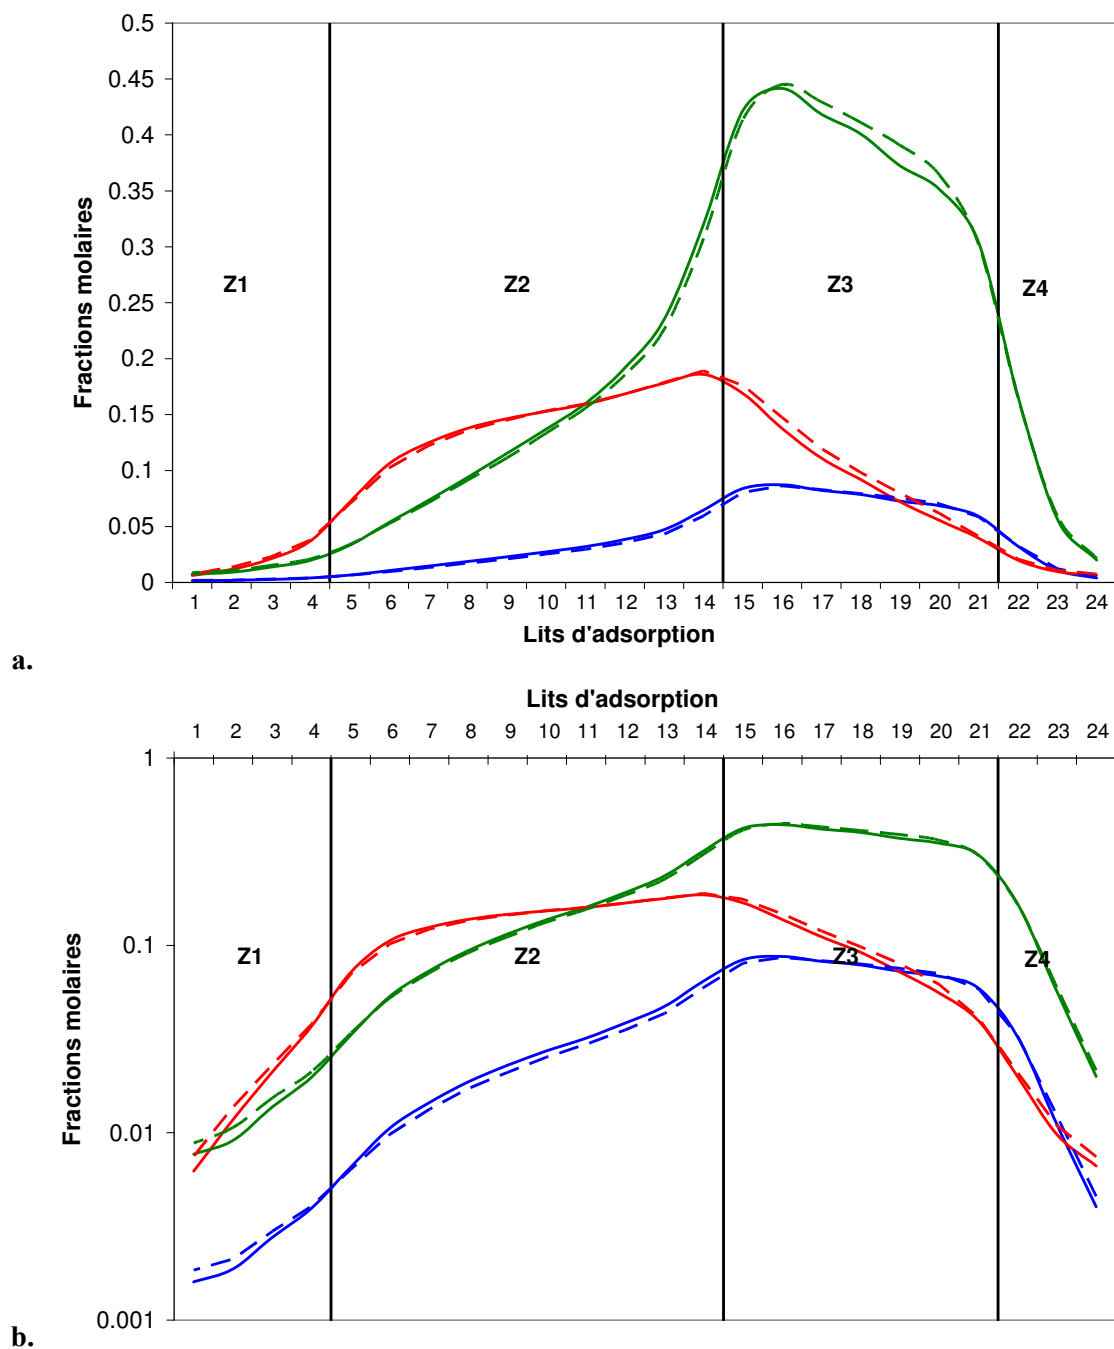 0.5
0.45
0.4
0.35
0.3
0.25
0.2
0.15
0.1
0.05
0
Fractions molaires
Z1
Z2
Z3
Z4
1 2 3 4 5 6 7 8 9 10 11 12 13 14 15 16 17 18 19 20 21 22 23 24
Lits d'adsorption
a.
Lits d'adsorption
1 2 3 4 5 6 7 8 9 10 11 12 13 14 15 16 17 18 19 20 21 22 23 24
1
0.1
0.01
0.001
Fractions molaires
Z1
Z2
Z3
Z4
b.